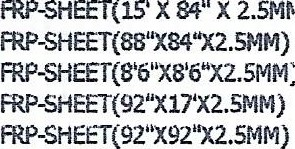 FRP-SHEET(15' X 84" X 2.5MM
FRP-SHEET(88"X84"X2.5MM)
FRP-SHEET(8'6"X8'6"X2.5MM)
FRP-SHEET(92"X17'X2.5MM)
FRP-SHEET(92"X92"X2.5MM)